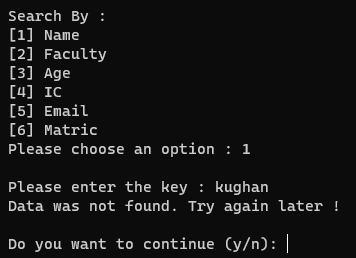 Search By :
[1] Name
[2] Faculty
[3] Age
[4] IC
[5] Email
[6] Matric
Please choose an option : 1
Please enter the key : kughan
Data was not found. Try again later !
Do you want to continue (y/n):